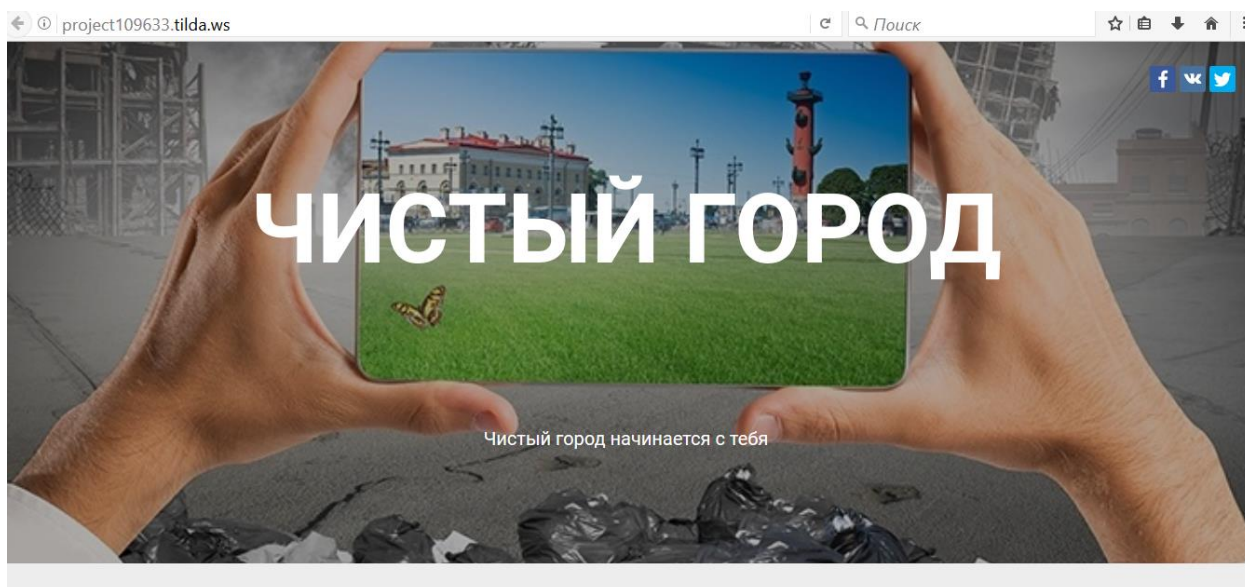 project109633.tilda.ws
Поиск
ЧИСТЫЙ ГОРОД
Чистый город начинается с тебя